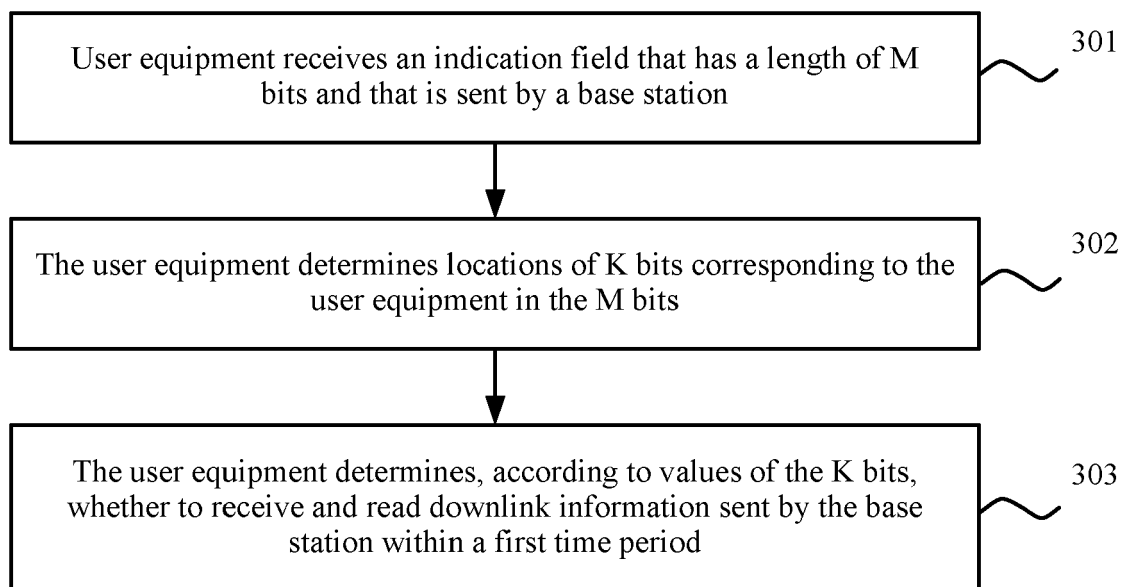 User equipment receives an indication field that has a length of M
bits and that is sent by a base station
301
The user equipment determines locations of K bits corresponding to the
user equipment in the M bits
302
The user equipment determines, according to values of the K bits,
whether to receive and read downlink information sent by the base
station within a first time period
303